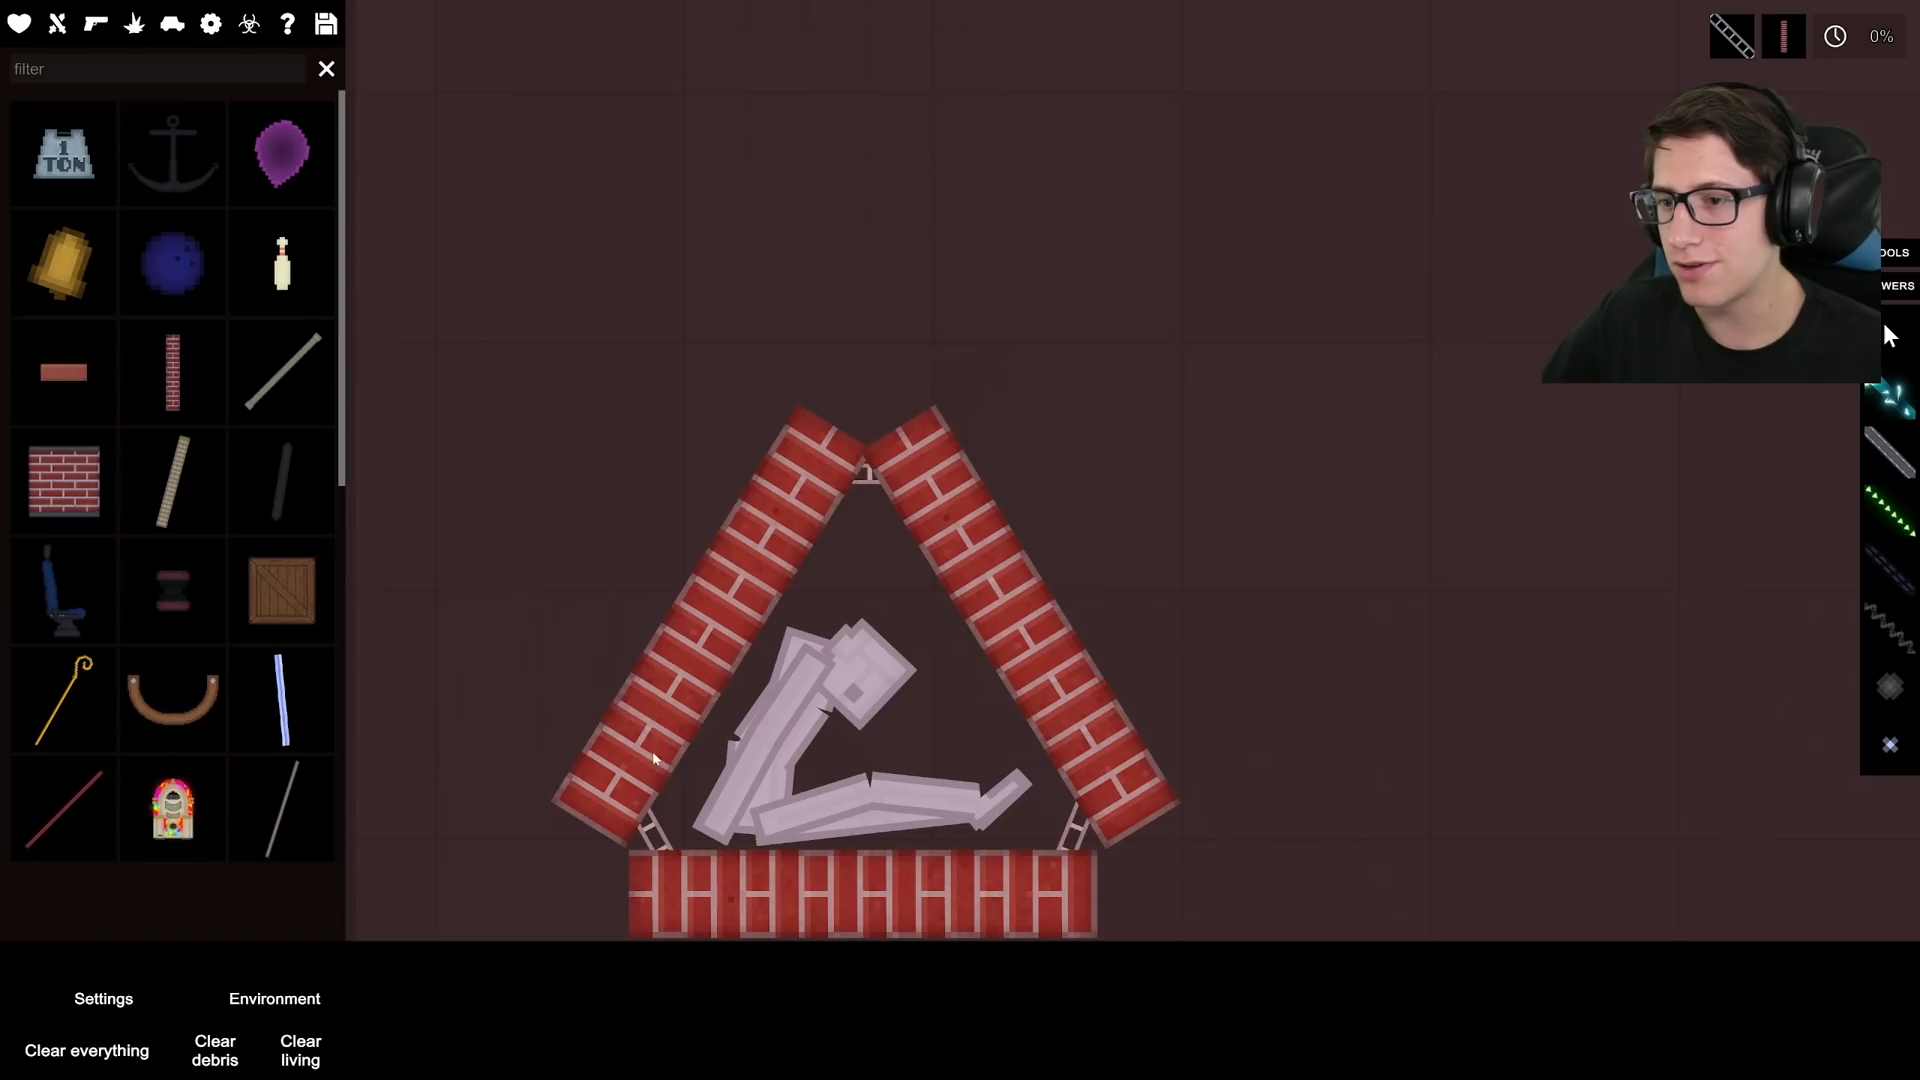 filter
0%
1
TON
OOLS
WERS
Settings
Environment
Clear everything
Clear
debris
Clear
living